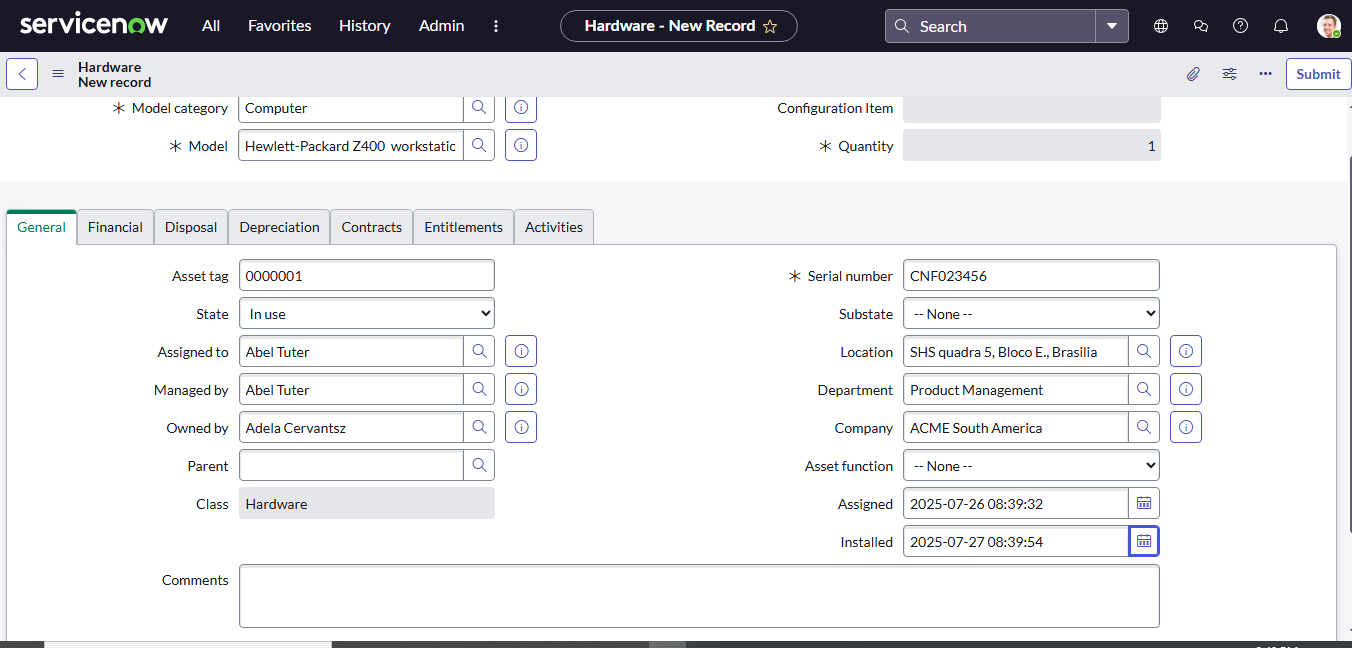 servicenow All Favorites History Admin Hardware - New Record Search
Hardware
New record
Submit
Model category Computer Configuration Item
Model Hewlett-Packard Z400 workstatic Quantity 1
General Financial Disposal Depreciation Contracts Entitlements Activities
Asset tag 0000001 Serial number CNF023456
State In use Substate -- None --
Assigned to Abel Tuter Location SHS quadra 5, Bloco E., Brasilia
Managed by Abel Tuter Department Product Management
Owned by Adela Cervantsz Company ACME South America
Parent Asset function -- None --
Class Hardware Assigned 2025-07-26 08:39:32
Installed 2025-07-27 08:39:54
Comments